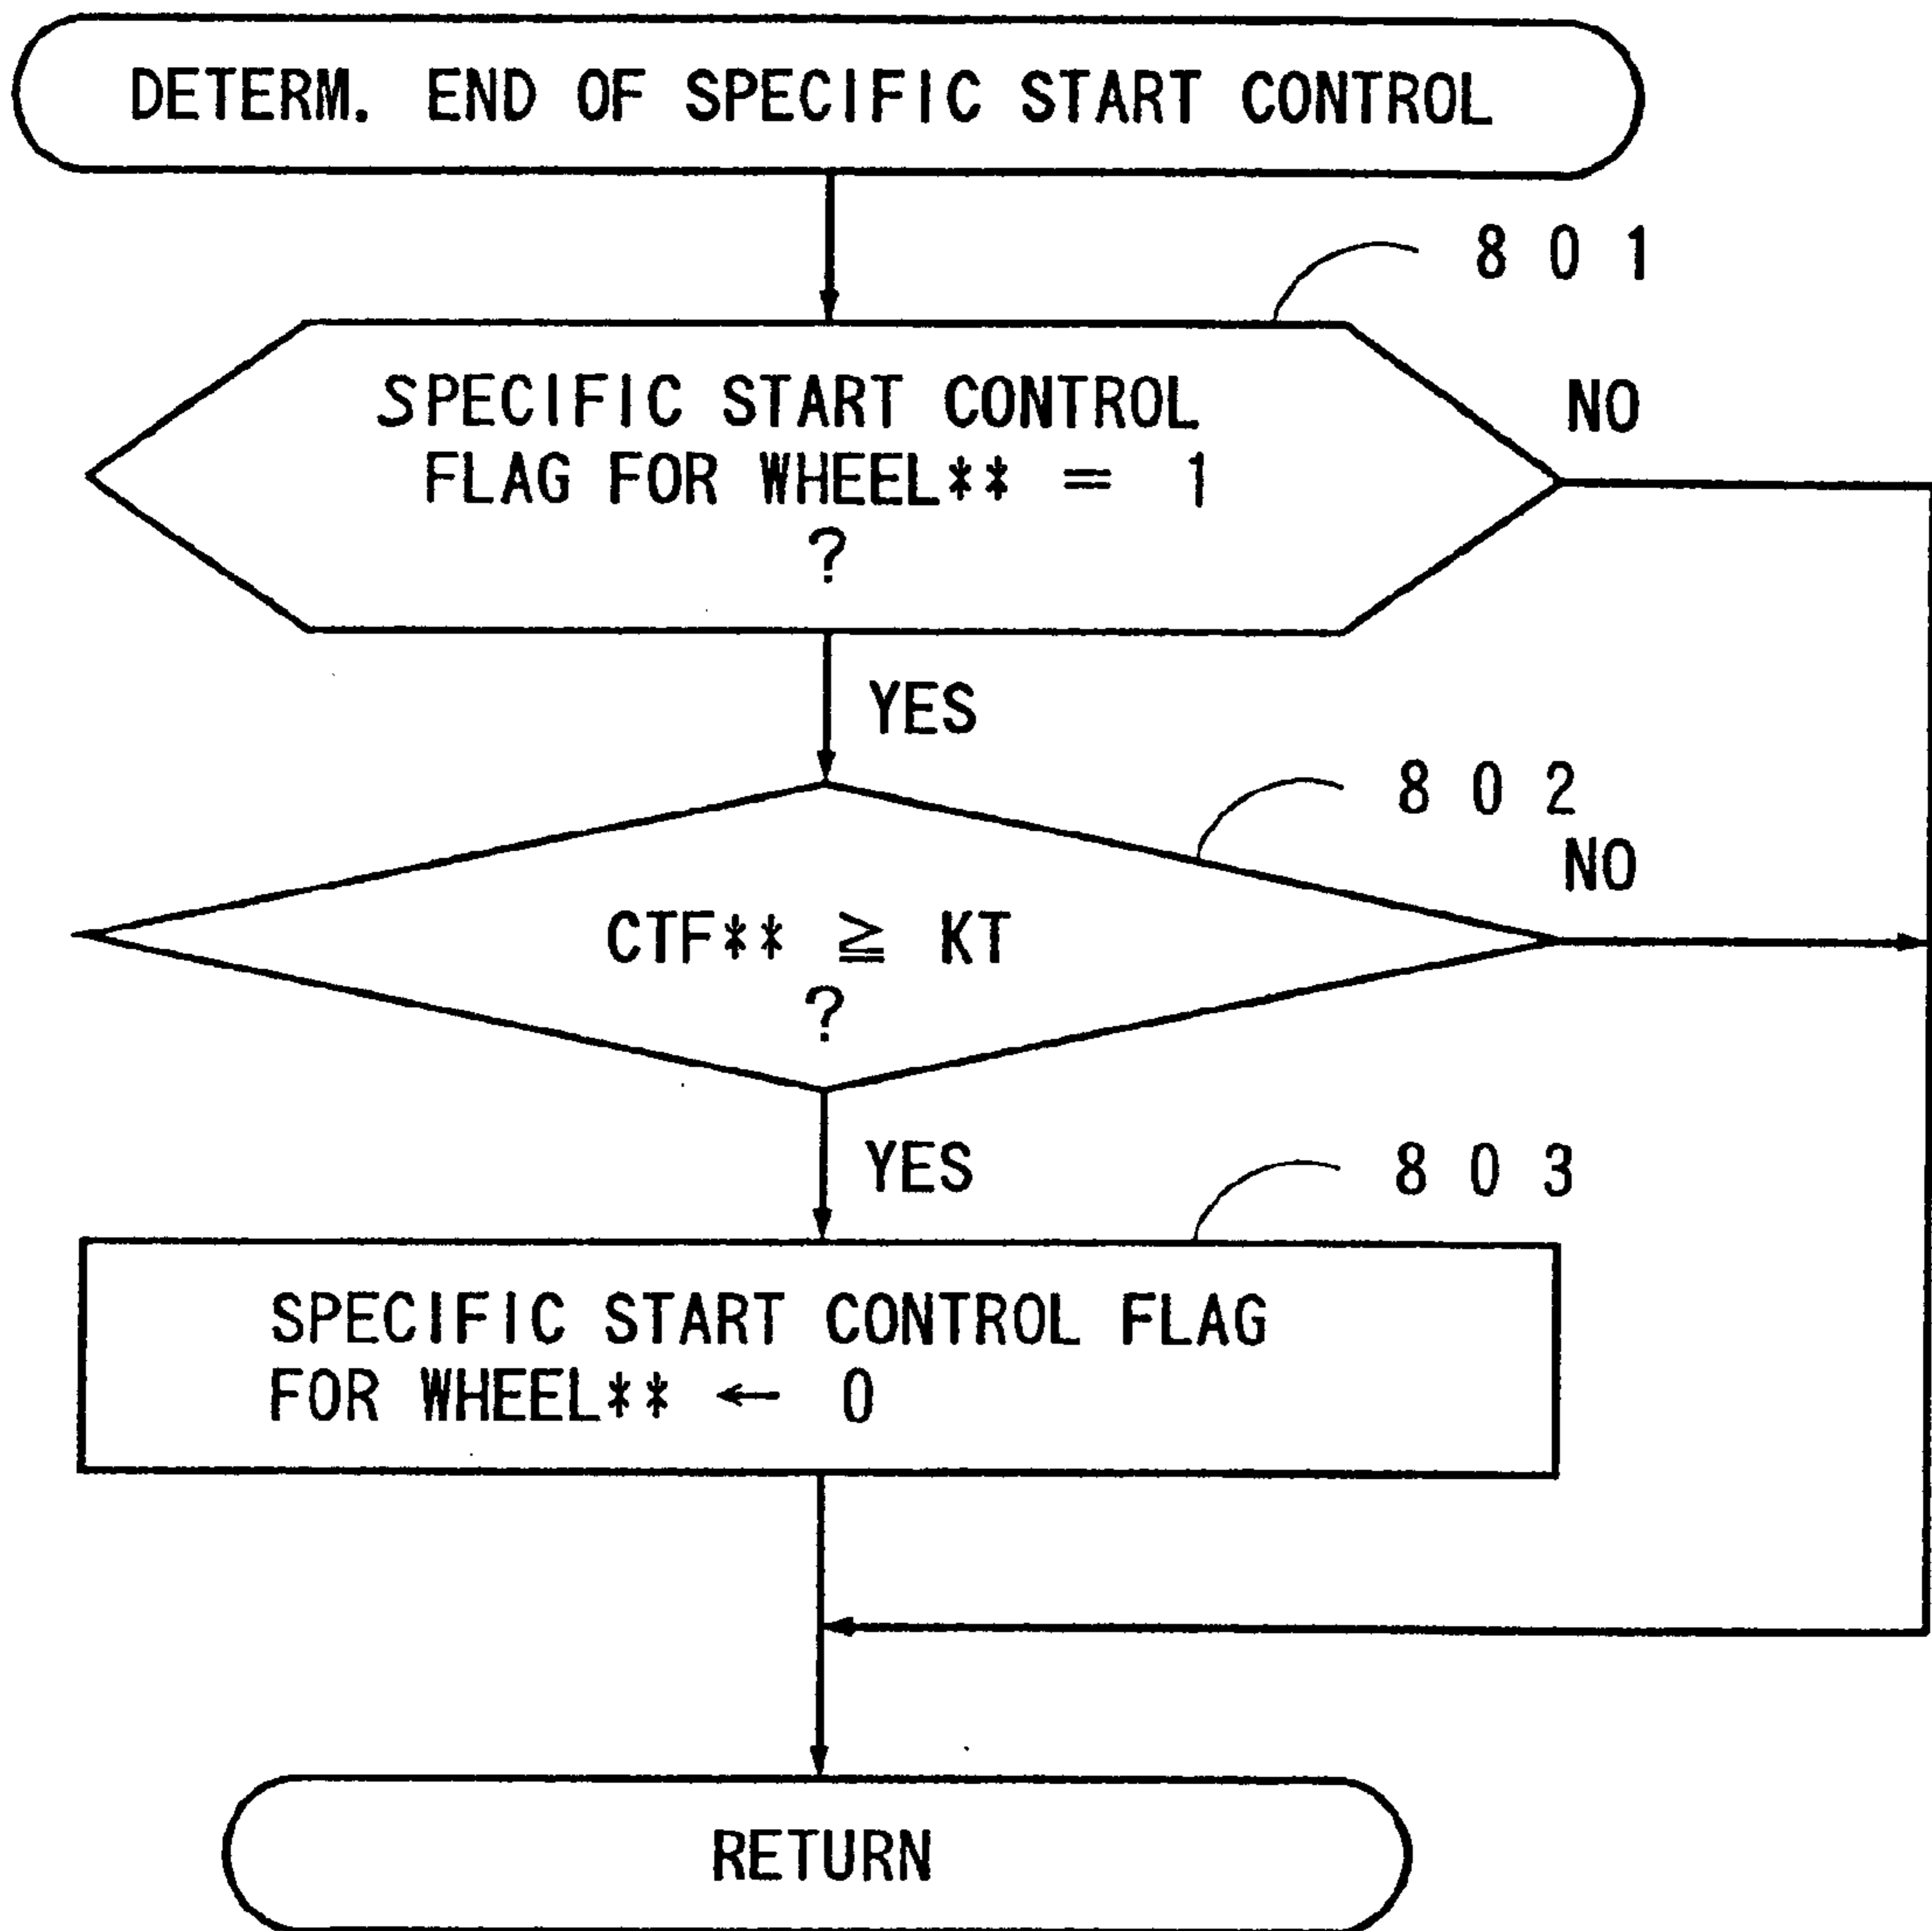 DETERM. END OF SPECIFIC START CONTROL
801
SPECIFIC START CONTROL
FLAG FOR WHEEL** = 1
?
NO
YES
802
NO
CTF** ≧ KT
?
YES
803
SPECIFIC START CONTROL FLAG
FOR WHEEL** ← 0
RETURN